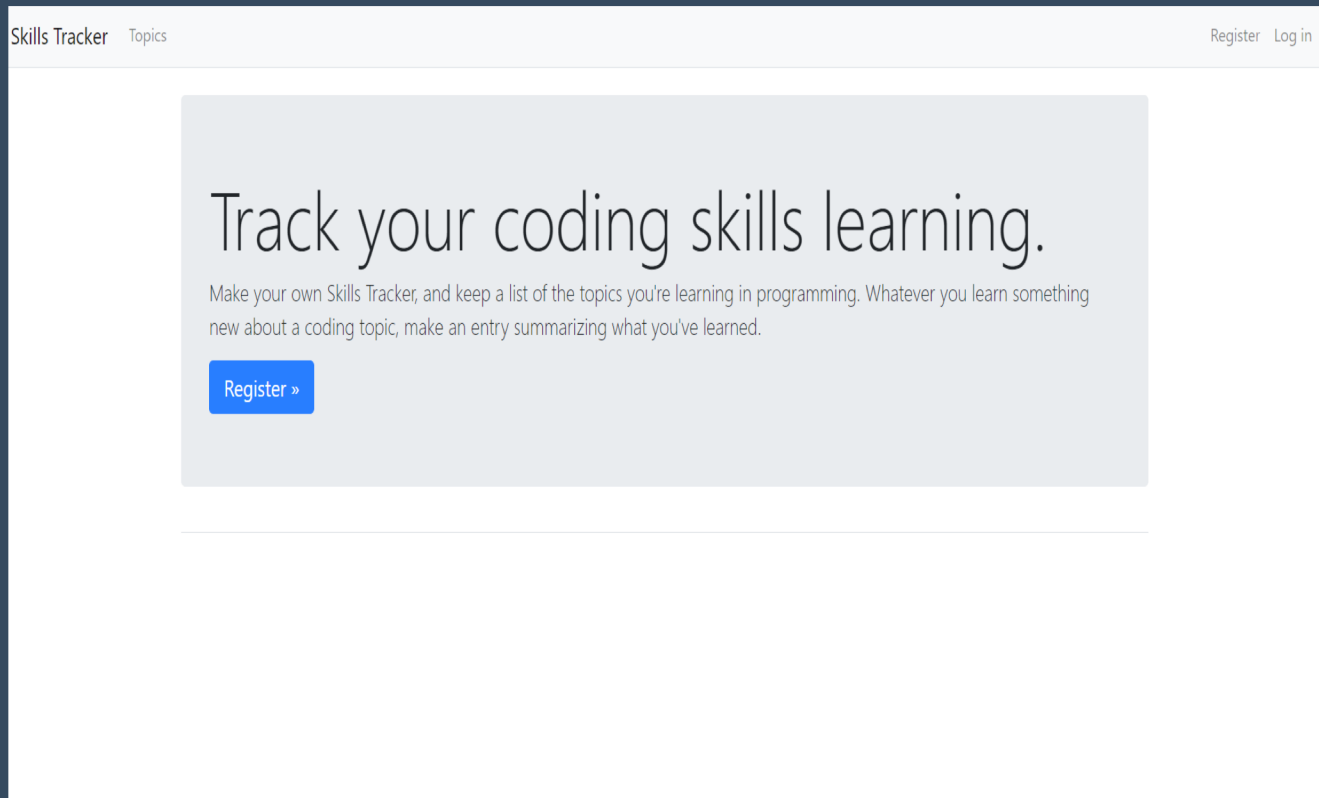 Skills Tracker Topics Register Log in
Track your coding skills learning.
Make your own Skills Tracker, and keep a list of the topics you're learning in programming. Whatever you learn something
new about a coding topic, make an entry summarizing what you've learned.
Register »